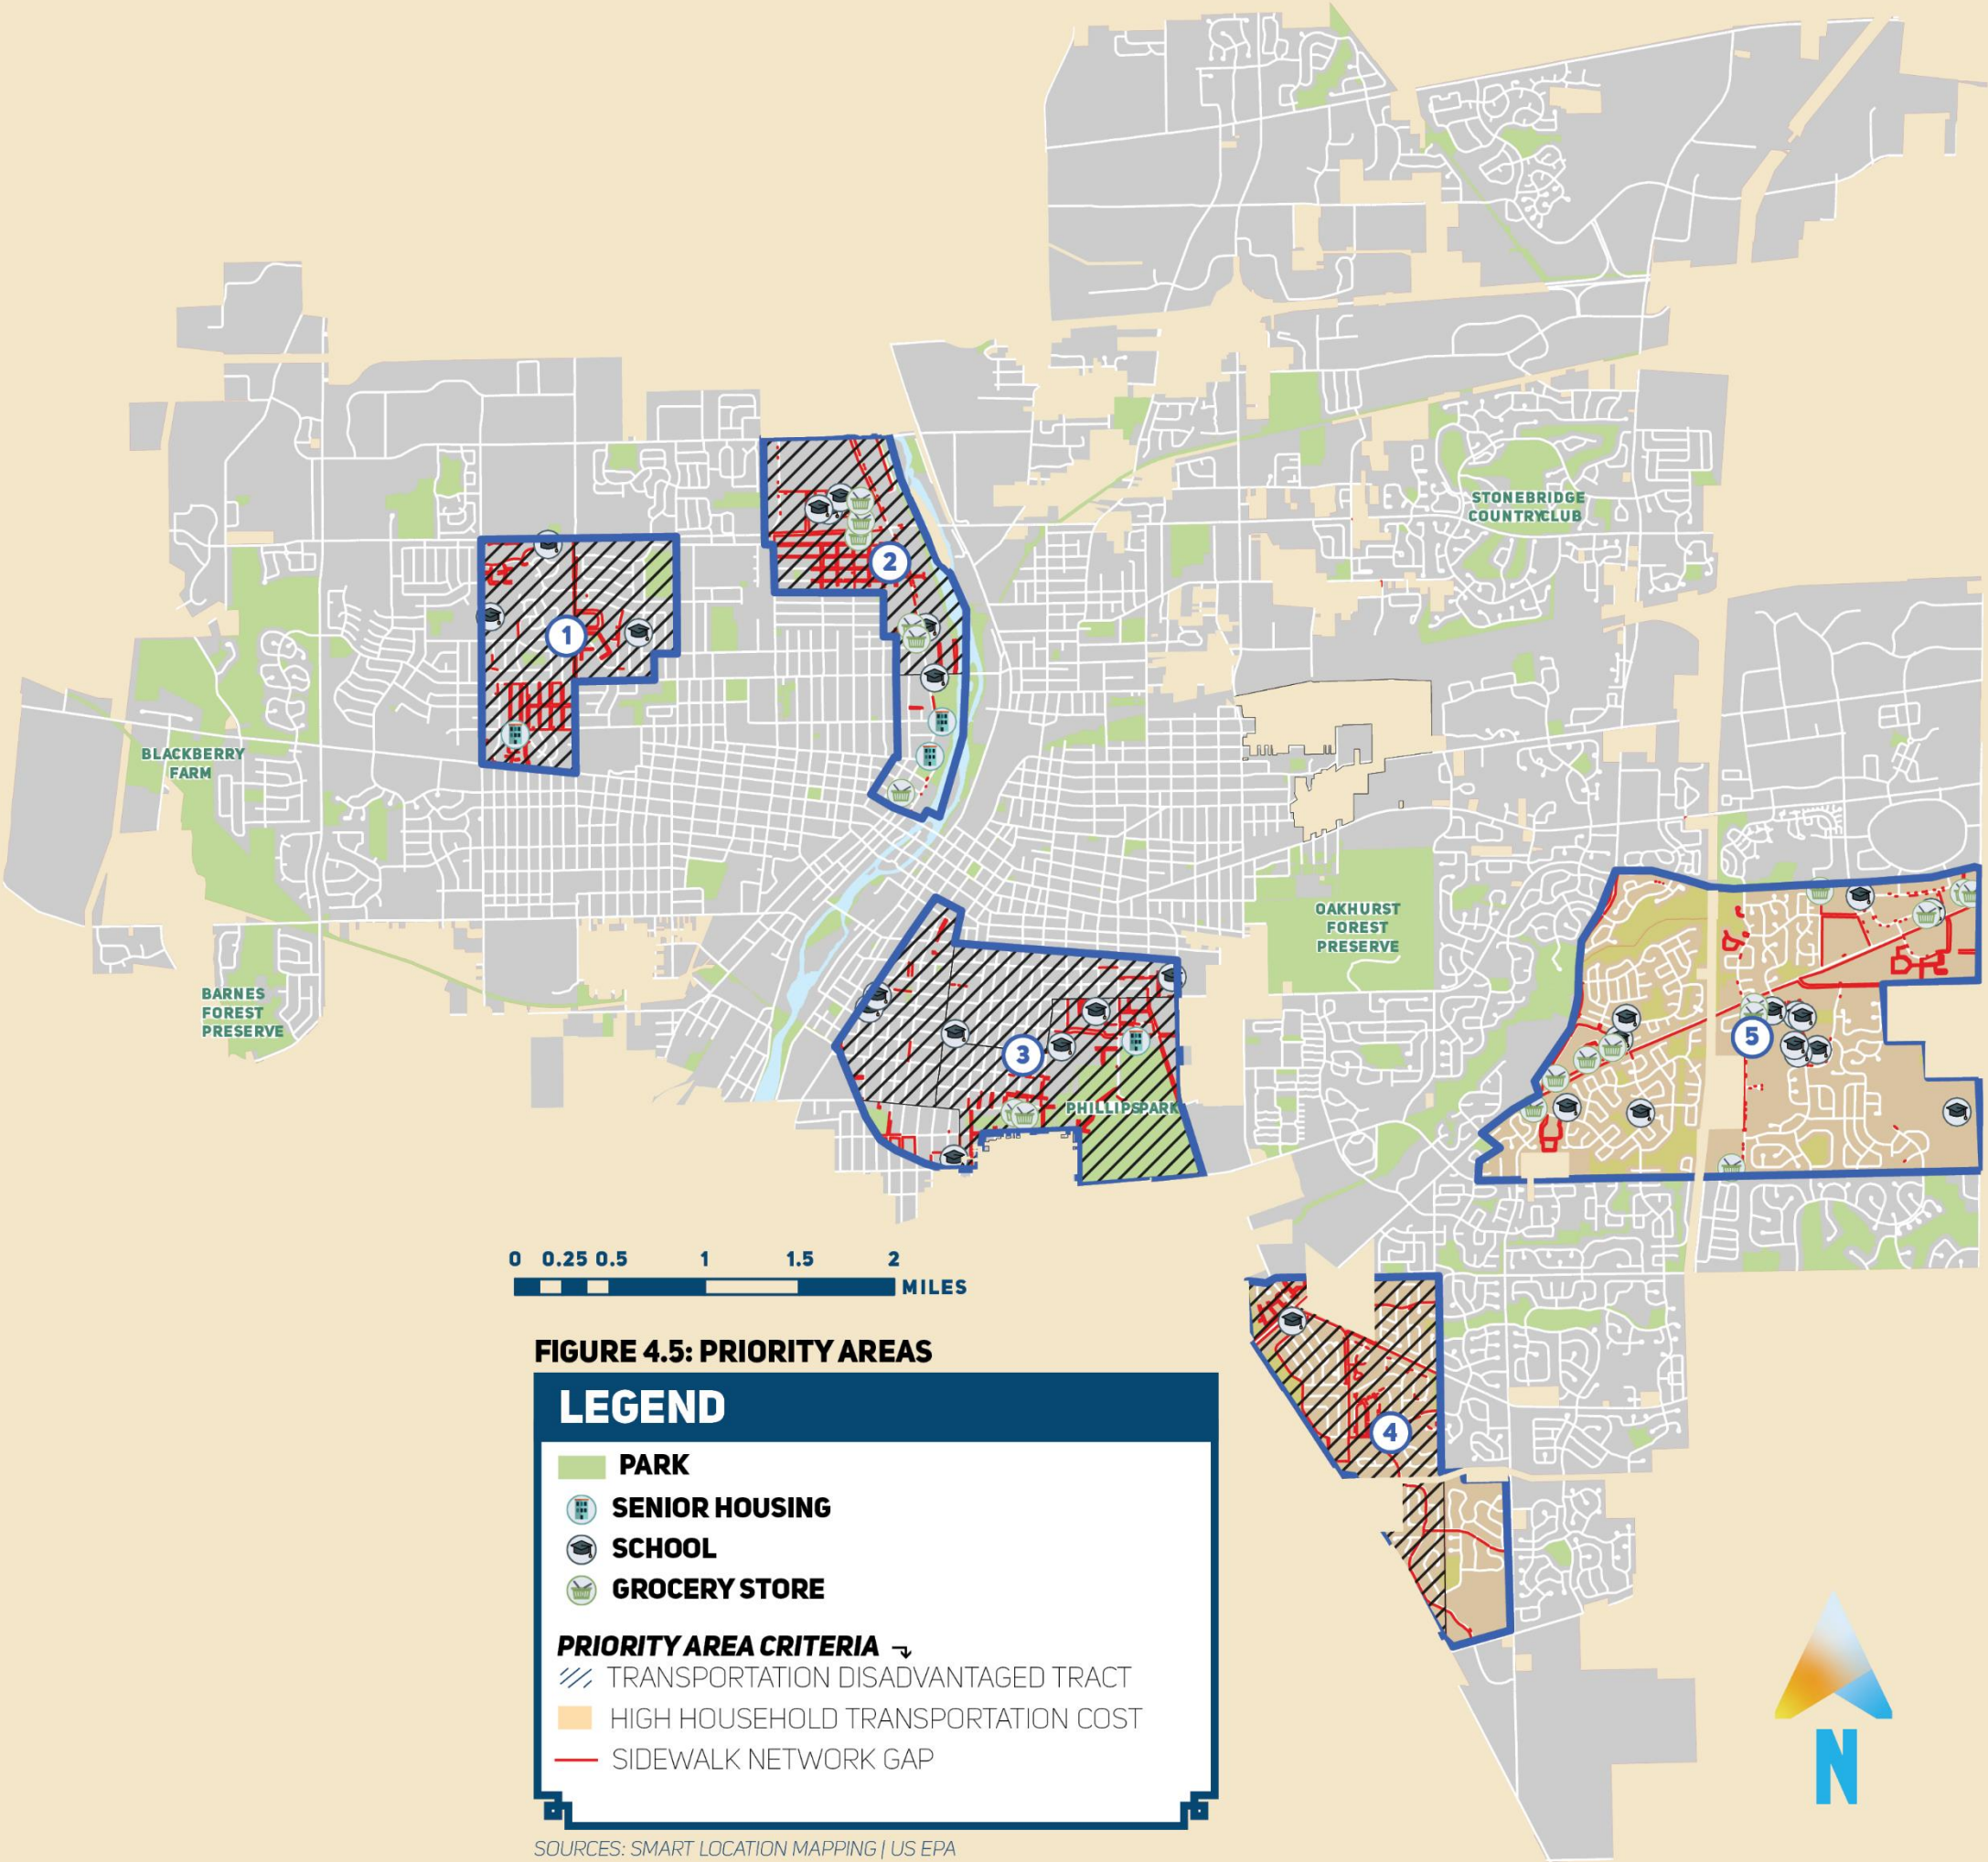 STONEBRIDGE
COUNTRYCLUB
2
1
BLACKBERRY
FARM
OAKHURST
FOREST
PRESERVE
BARNES
FOREST
PRESERVE
5
3
PHILLIPSPARK
0 0.25 0.5 1 1.5 2
MILES
FIGURE 4.5: PRIORITY AREAS
LEGEND
PARK
SENIOR HOUSING
SCHOOL
GROCERY STORE
PRIORITY AREA CRITERIA
TRANSPORTATION DISADVANTAGED TRACT
HIGH HOUSEHOLD TRANSPORTATION COST
SIDEWALK NETWORK GAP
SOURCES: SMART LOCATION MAPPING | US EPA
4
N